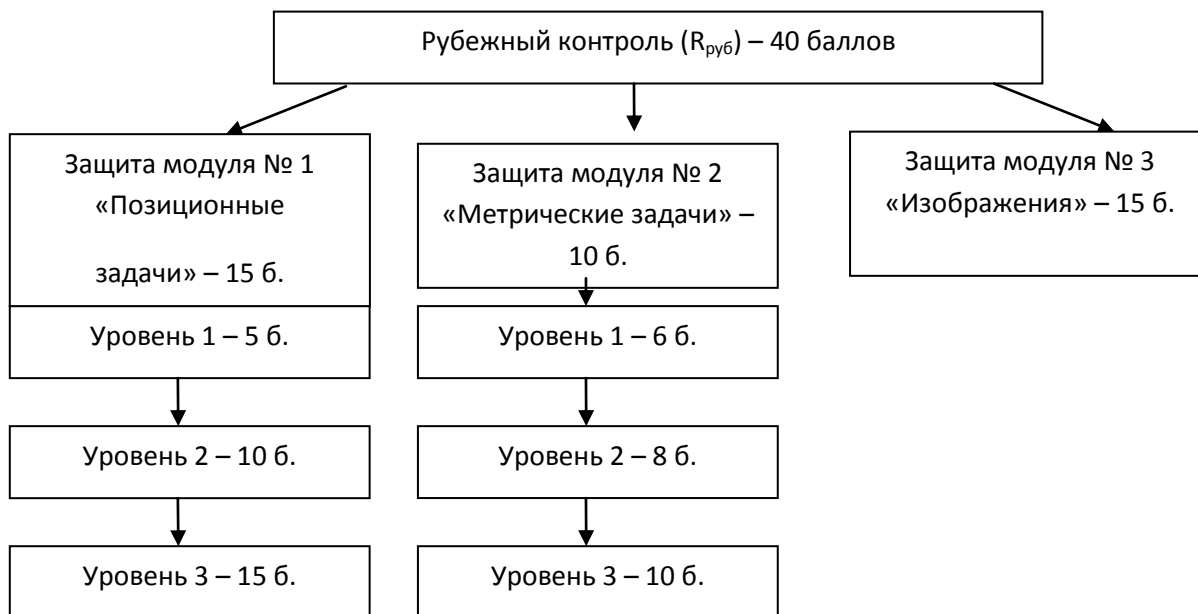 Рубежный контроль (Rруб) – 40 баллов
Защита модуля № 1
«Позиционные
задачи» – 15 б.
Уровень 1 – 5 б.
Уровень 2 – 10 б.
Уровень 3 – 15 б.
Защита модуля № 2
«Метрические задачи» –
10 б.
Уровень 1 – 6 б.
Уровень 2 – 8 б.
Уровень 3 – 10 б.
Защита модуля № 3
«Изображения» – 15 б.